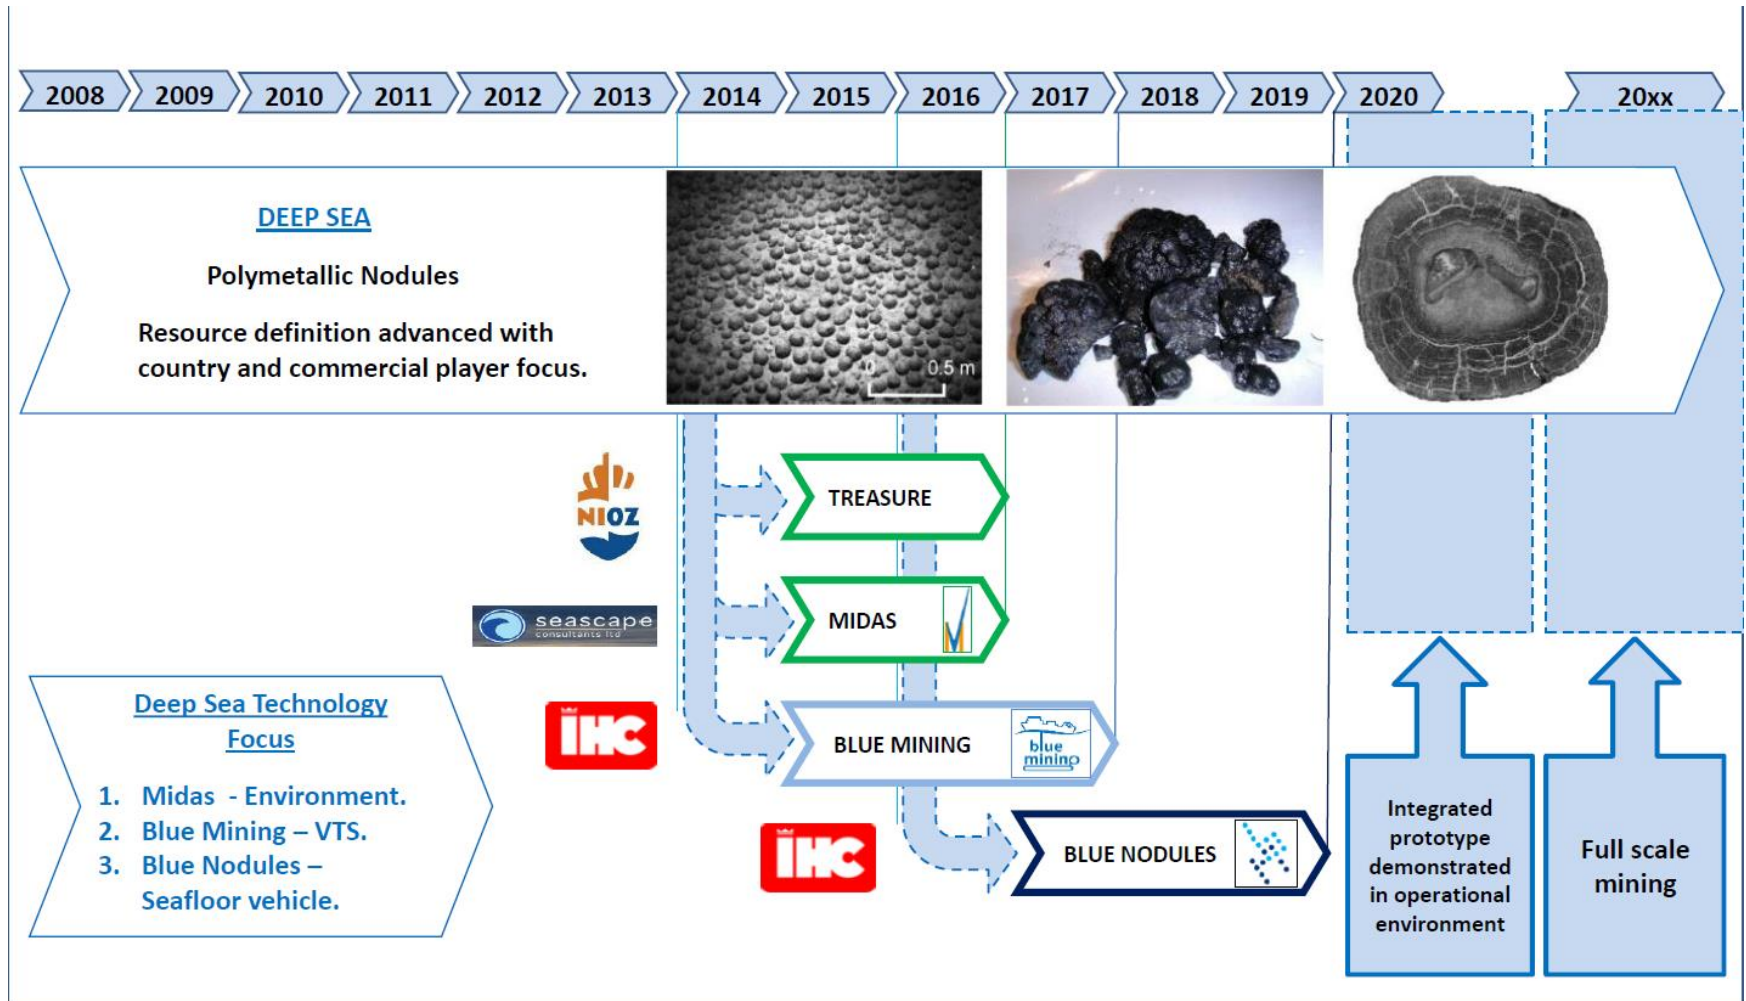 2008 2009 2010 2011 2012 2013 2014 2015 2016 2017 2018 2019 2020 20xx
DEEP SEA
Polymetallic Nodules
Resource definition advanced with
country and commercial player focus.
0 0.5 m
NIOZ
TREASURE
seascape
consultants ltd
MIDAS
Deep Sea Technology
Focus
1. Midas - Environment.
2. Blue Mining – VTS.
3. Blue Nodules –
Seafloor vehicle.
IHC
BLUE MINING
blue
mining
IHC
BLUE NODULES
Integrated
prototype
demonstrated
in operational
environment
Full scale
mining